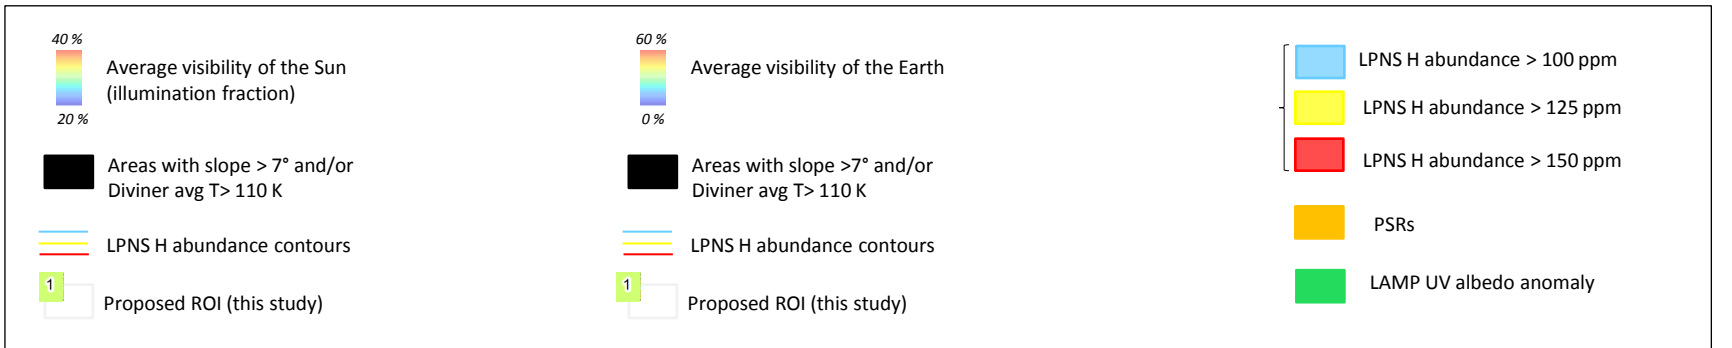 40 %
Average visibility of the Sun
(illumination fraction)
20 %
Areas with slope > 7° and/or
Diviner avg T> 110 K
LPNS H abundance contours
1
Proposed ROI (this study)
60 %
Average visibility of the Earth
0 %
Areas with slope >7° and/or
Diviner avg T> 110 K
LPNS H abundance contours
1
Proposed ROI (this study)
LPNS H abundance > 100 ppm
LPNS H abundance > 125 ppm
LPNS H abundance > 150 ppm
PSRs
LAMP UV albedo anomaly